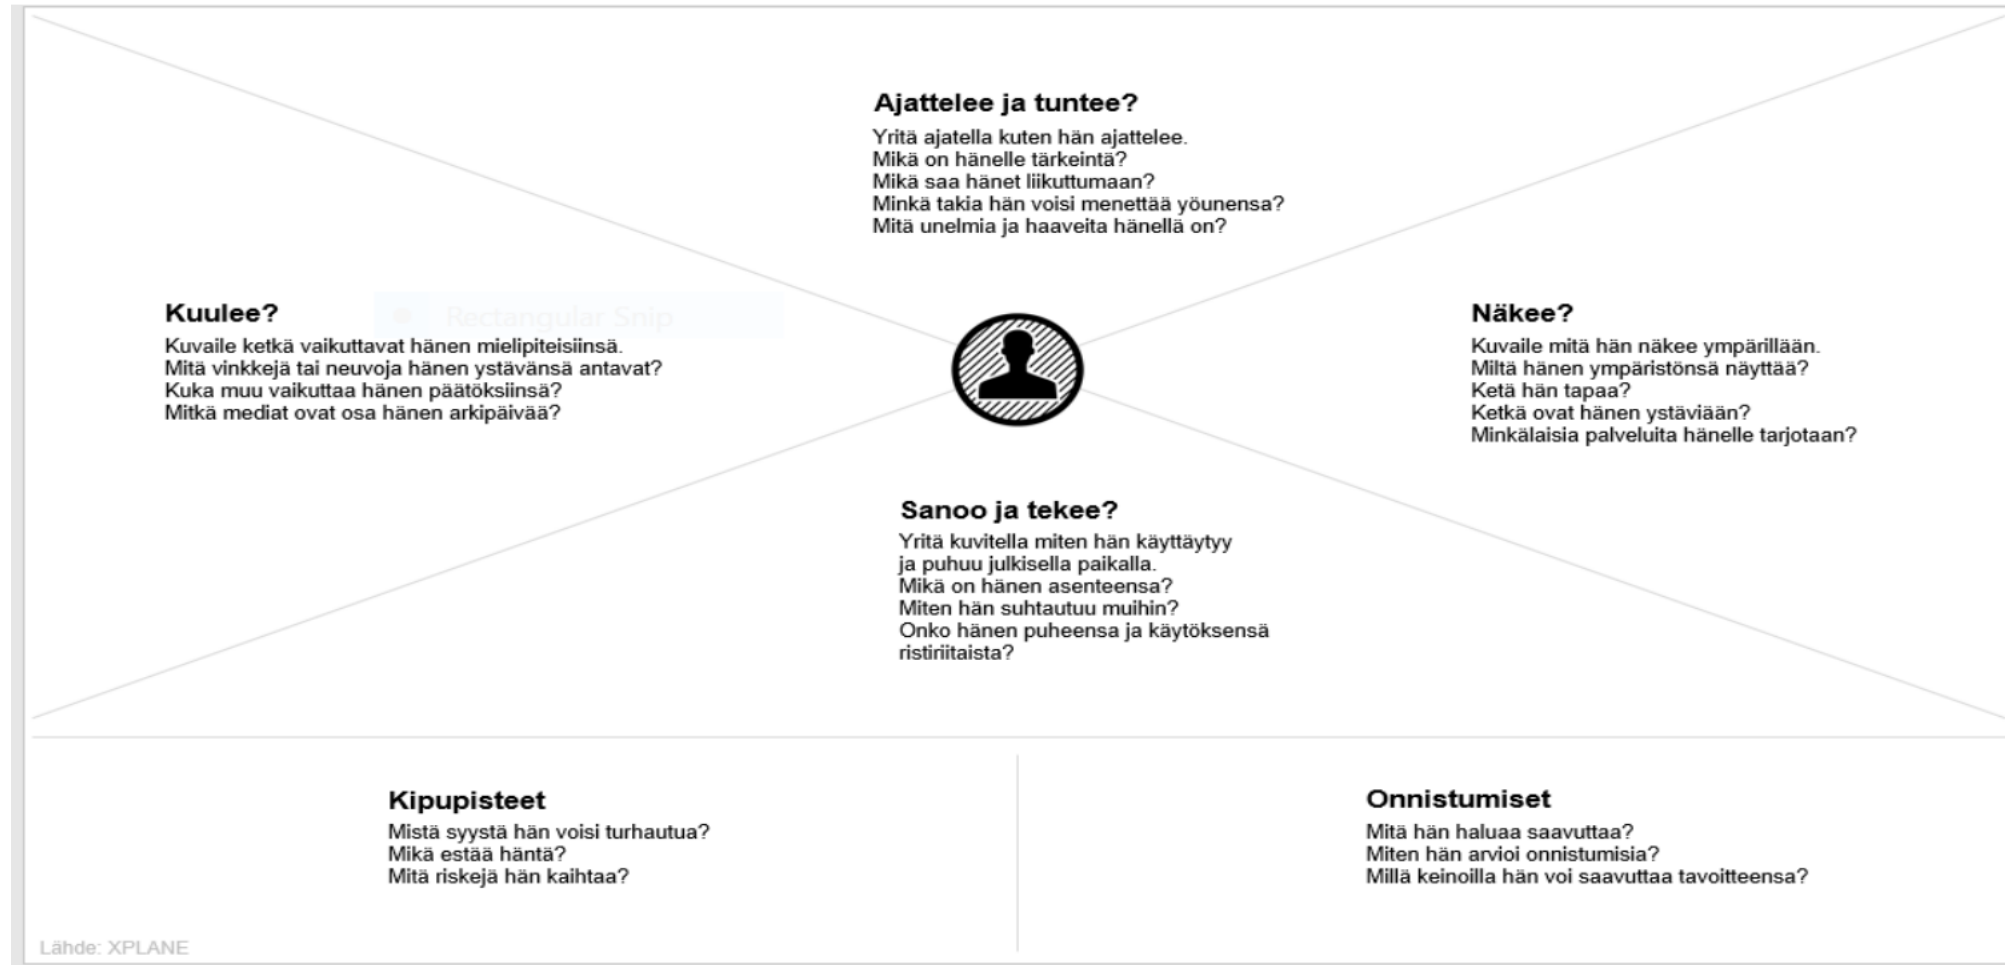 Ajattelee ja tuntee?
Yritä ajatella kuten hän ajattelee.
Mikä on hänelle tärkeintä?
Mikä saa hänet liikuttumaan?
Minkä takia hän voisi menettää yöunensa?
Mitä unelmia ja haaveita hänellä on?
Kuulee?
Rectangular Snip
Kuvaile ketkä vaikuttavat hänen mielipiteisiinsä.
Mitä vinkkejä tai neuvoja hänen ystävänsä antavat?
Kuka muu vaikuttaa hänen päätöksiinsä?
Mitkä mediat ovat osa hänen arkipäivää?
Näkee?
Kuvaile mitä hän näkee ympärillään.
Miltä hänen ympäristönsä näyttää?
Ketä hän tapaa?
Ketkä ovat hänen ystäviään?
Minkälaisia palveluita hänelle tarjotaan?
Sanoo ja tekee?
Yritä kuvitella miten hän käyttäytyy
ja puhuu julkisella paikalla.
Mikä on hänen asenteensa?
Miten hän suhtautuu muihin?
Onko hänen puheensa ja käytöksensä
ristiriitaista?
Kipupisteet
Mistä syystä hän voisi turhautua?
Mikä estää häntä?
Mitä riskejä hän kaihtaa?
Onnistumiset
Mitä hän haluaa saavuttaa?
Miten hän arvioi onnistumisia?
Millä keinoilla hän voi saavuttaa tavoitteensa?
Lähde: XPLANE